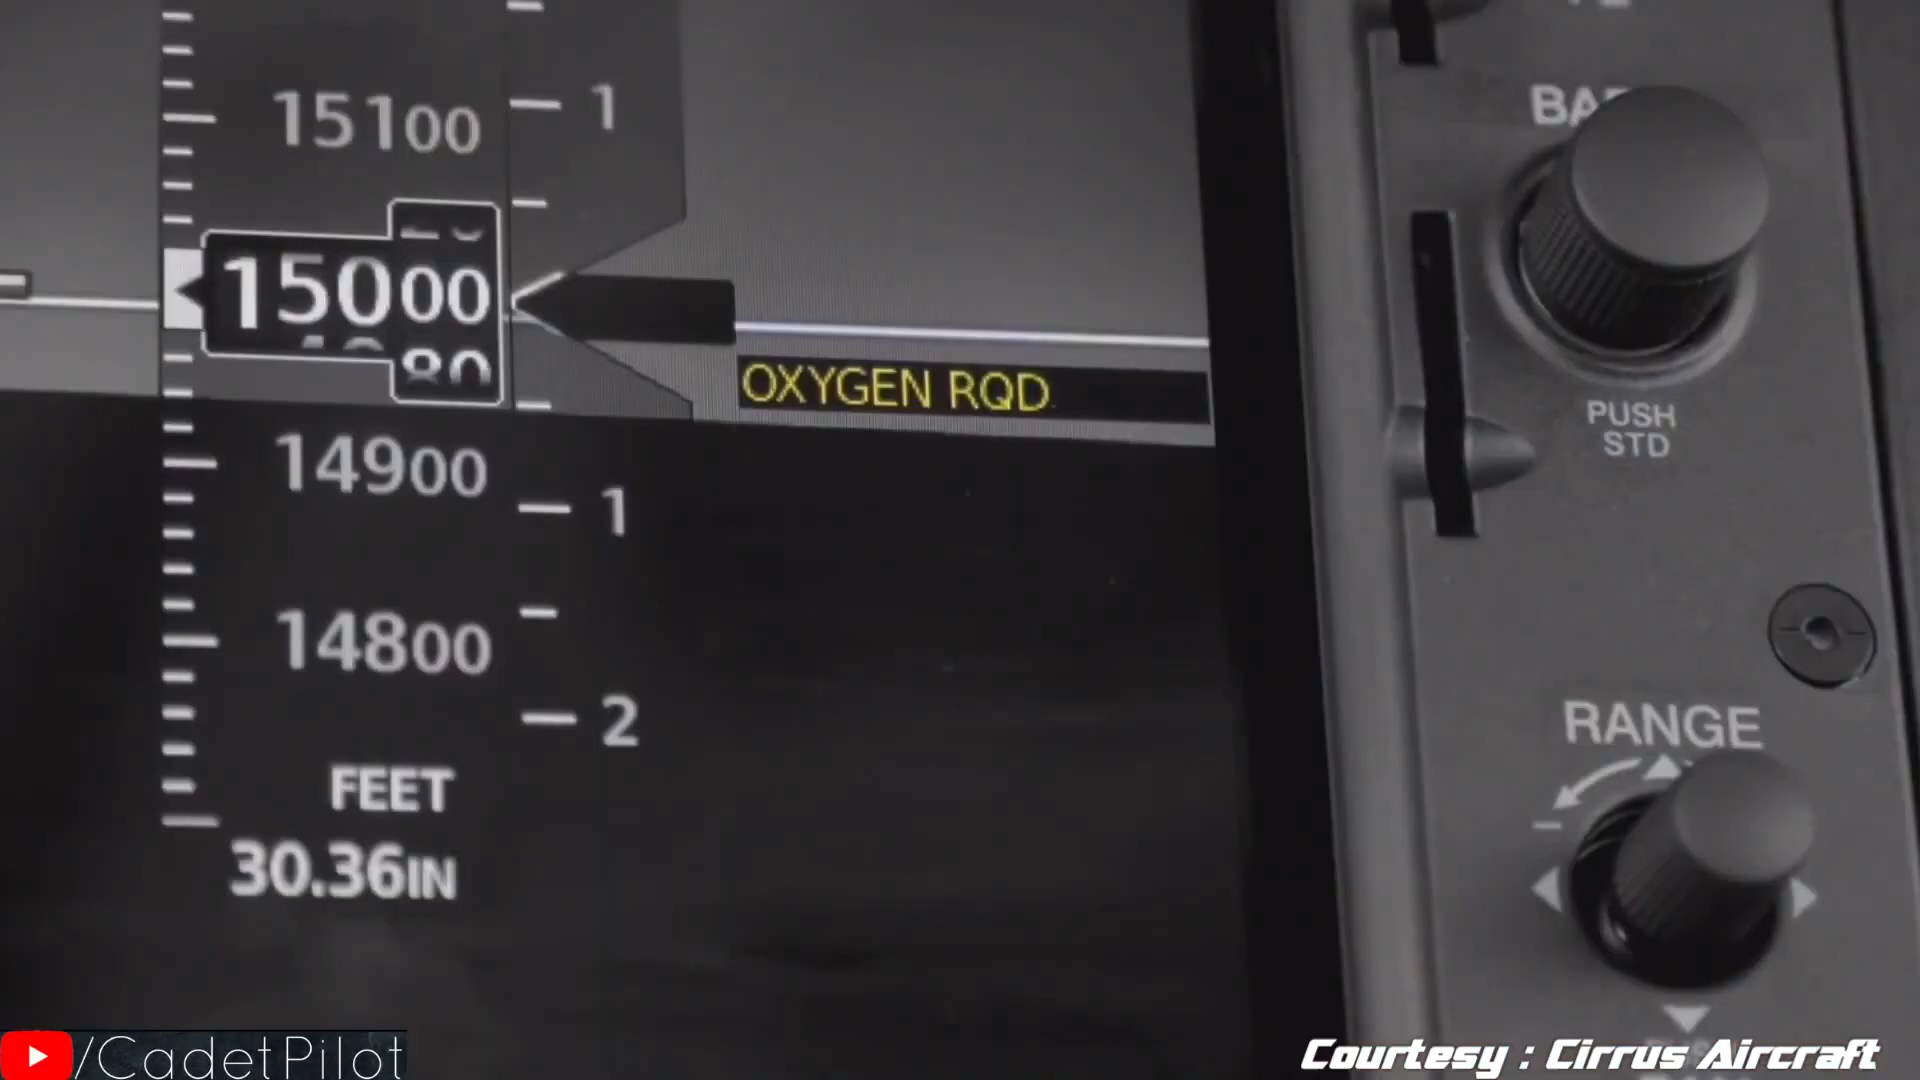 15100
1
15000
80
OXYGEN RQD
14900
1
14800
2
FEET
30.36IN
PUSH
STD
RANGE
/CadetPilot
Courtesy : Cirrus Aircraft